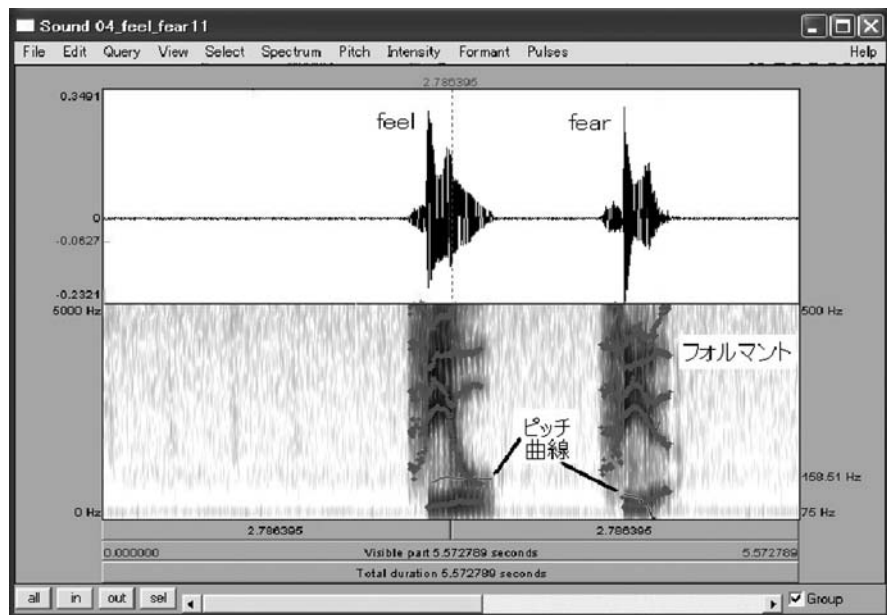 Sound 04_feel_fear11
File Edit Query View Select Spectrum Pitch Intensity Formant Pulses Help
2.786395
0.3491
feel fear
0
-0.0627
-0.2321
5000 Hz 500 Hz
フォルマント
ピッチ
曲線
158.51 Hz
0 Hz 75 Hz
2.786395 2.786395
0.000000 Visible part 5.572789 seconds 5.572789
Total duration 5.572789 seconds
all in out sel Group